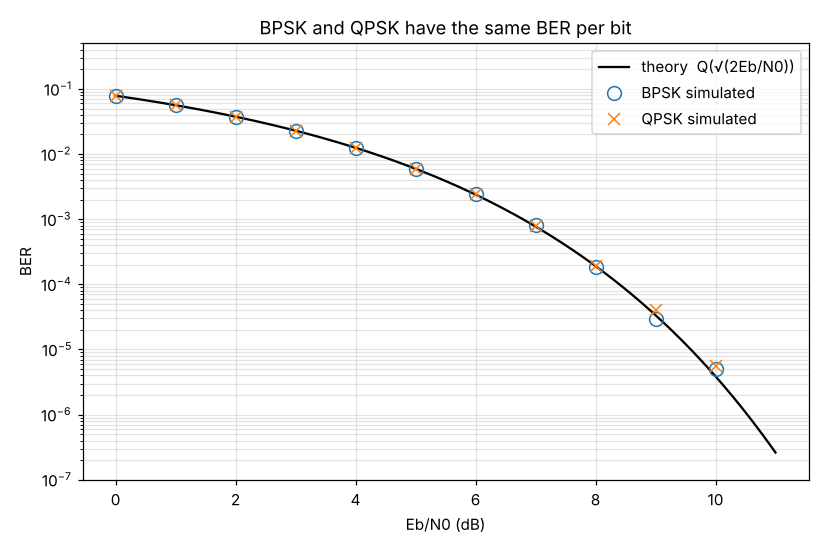 BPSK and QPSK have the same BER per bit
theory  Q(√(2Eb/N0))
BPSK simulated
QPSK simulated
BER
10⁻¹
10⁻²
10⁻³
10⁻⁴
10⁻⁵
10⁻⁶
10⁻⁷
0 2 4 6 8 10
Eb/N0 (dB)